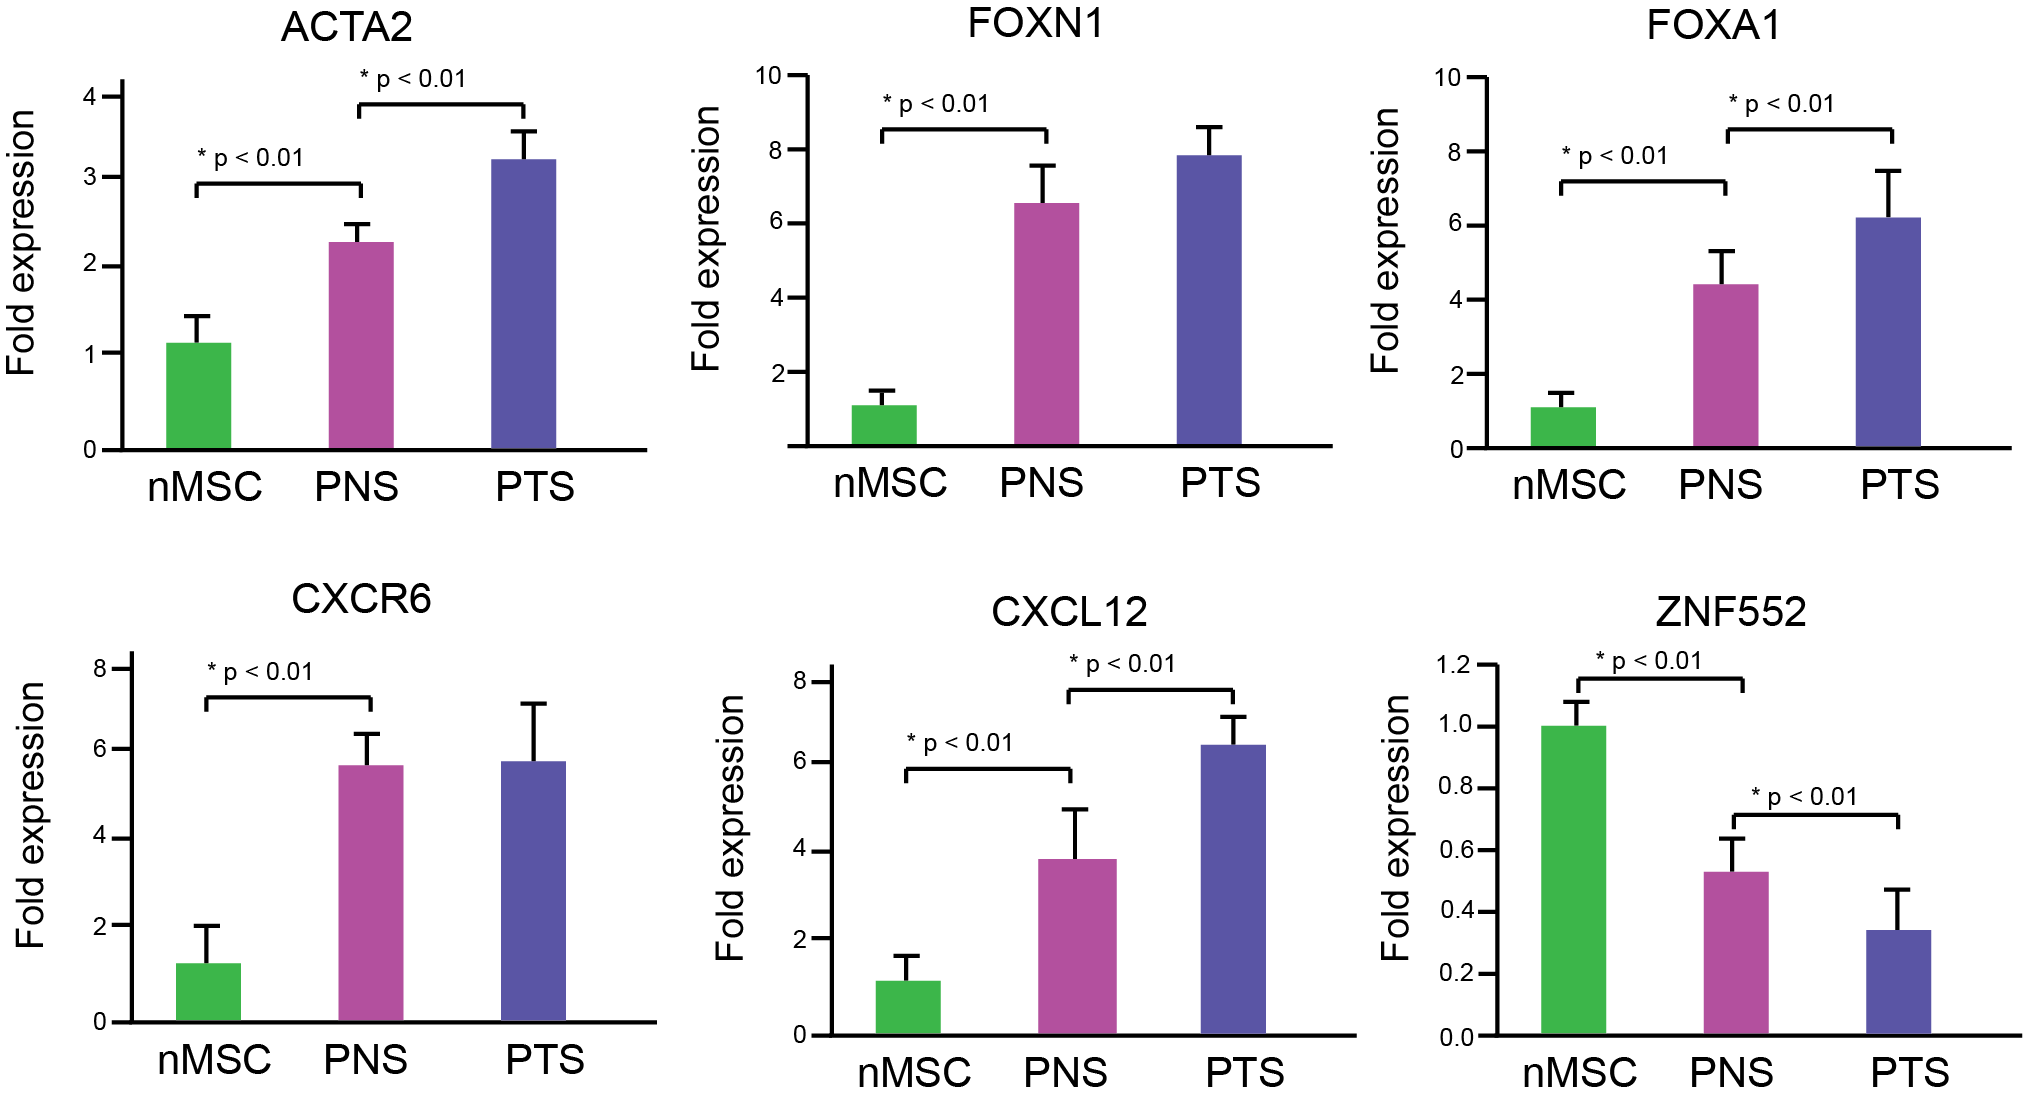 ACTA2
Fold expression
4
3
2
1
0
* p < 0.01
* p < 0.01
nMSC PNS PTS
FOXN1
Fold expression
10
8
6
4
2
* p < 0.01
nMSC PNS PTS
FOXA1
Fold expression
10
8
6
4
2
0
* p < 0.01
* p < 0.01
nMSC PNS PTS
CXCR6
Fold expression
8
6
4
2
0
* p < 0.01
nMSC PNS PTS
CXCL12
Fold expression
8
6
4
2
0
* p < 0.01
* p < 0.01
nMSC PNS PTS
ZNF552
Fold expression
1.2
1.0
0.8
0.6
0.4
0.2
0.0
* p < 0.01
* p < 0.01
nMSC PNS PTS